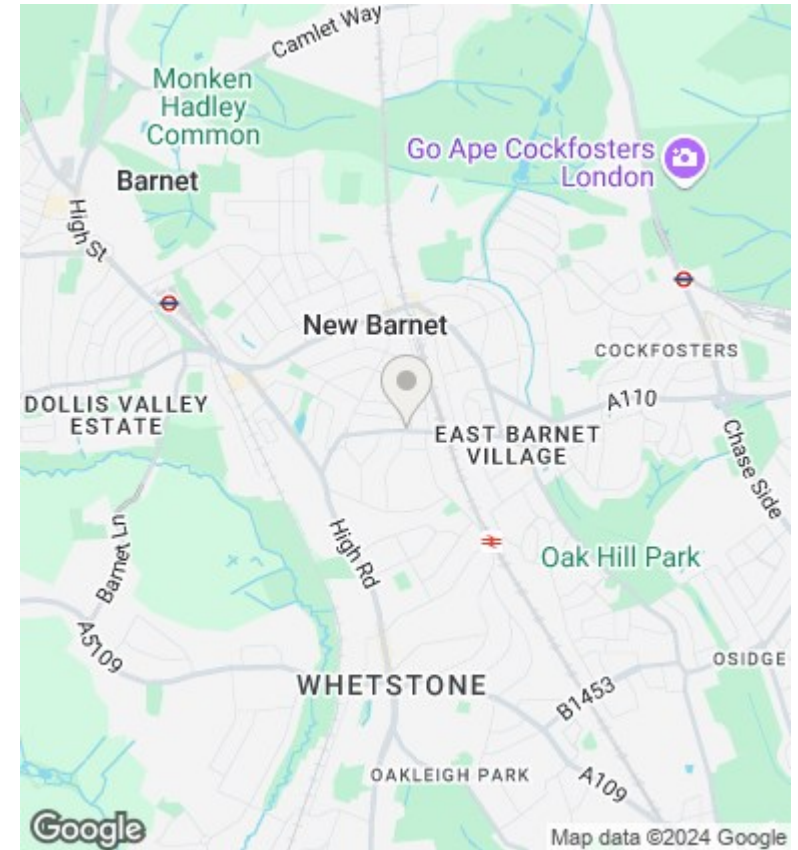 Camlet Way
Monken
Hadley
Common
Go Ape Cockfosters
London
Barnet
High St
New Barnet
COCKFOSTERS
DOLLIS VALLEY
ESTATE
A110
EAST BARNET
VILLAGE
Chase Side
High Rd
Barnet Ln
Oak Hill Park
A5109
OSIDGE
WHETSTONE
B1453
OAKLEIGH PARK
A109
Google
Map data ©2024 Google